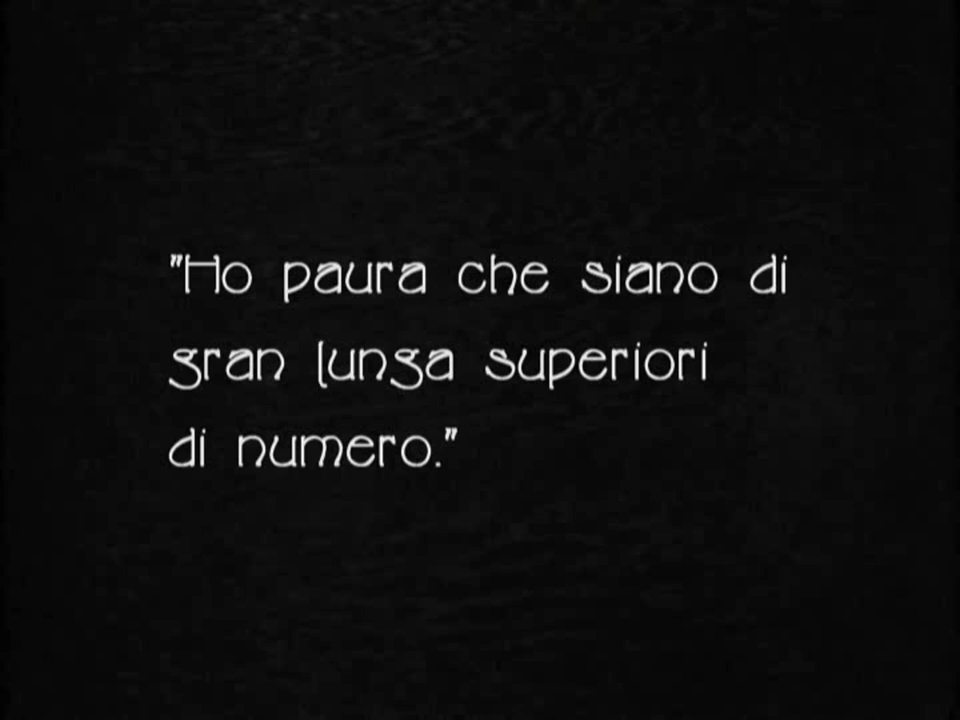 "Ho paura che siano di
gran lunga superiori
di numero."